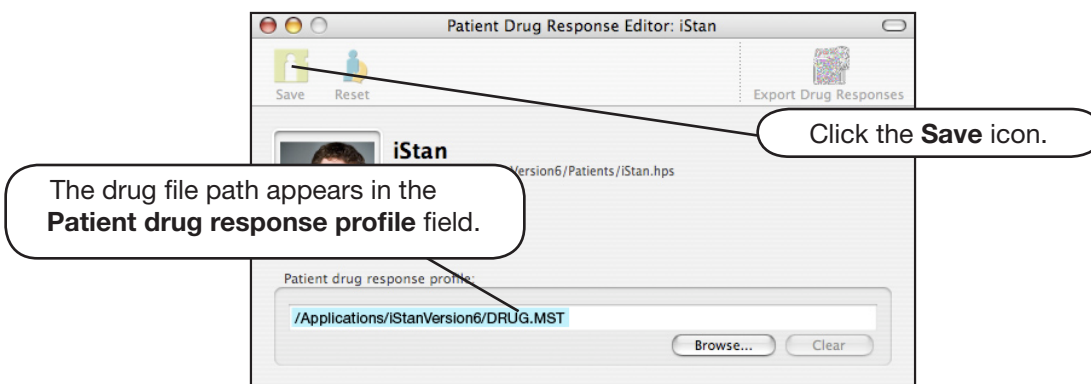 Patient Drug Response Editor: iStan
Save Reset Export Drug Responses
Click the Save icon.
iStan
Version6/Patients/iStan.hps
The drug file path appears in the
Patient drug response profile field.
Patient drug response profile:
/Applications/iStanVersion6/DRUG.MST
Browse... Clear